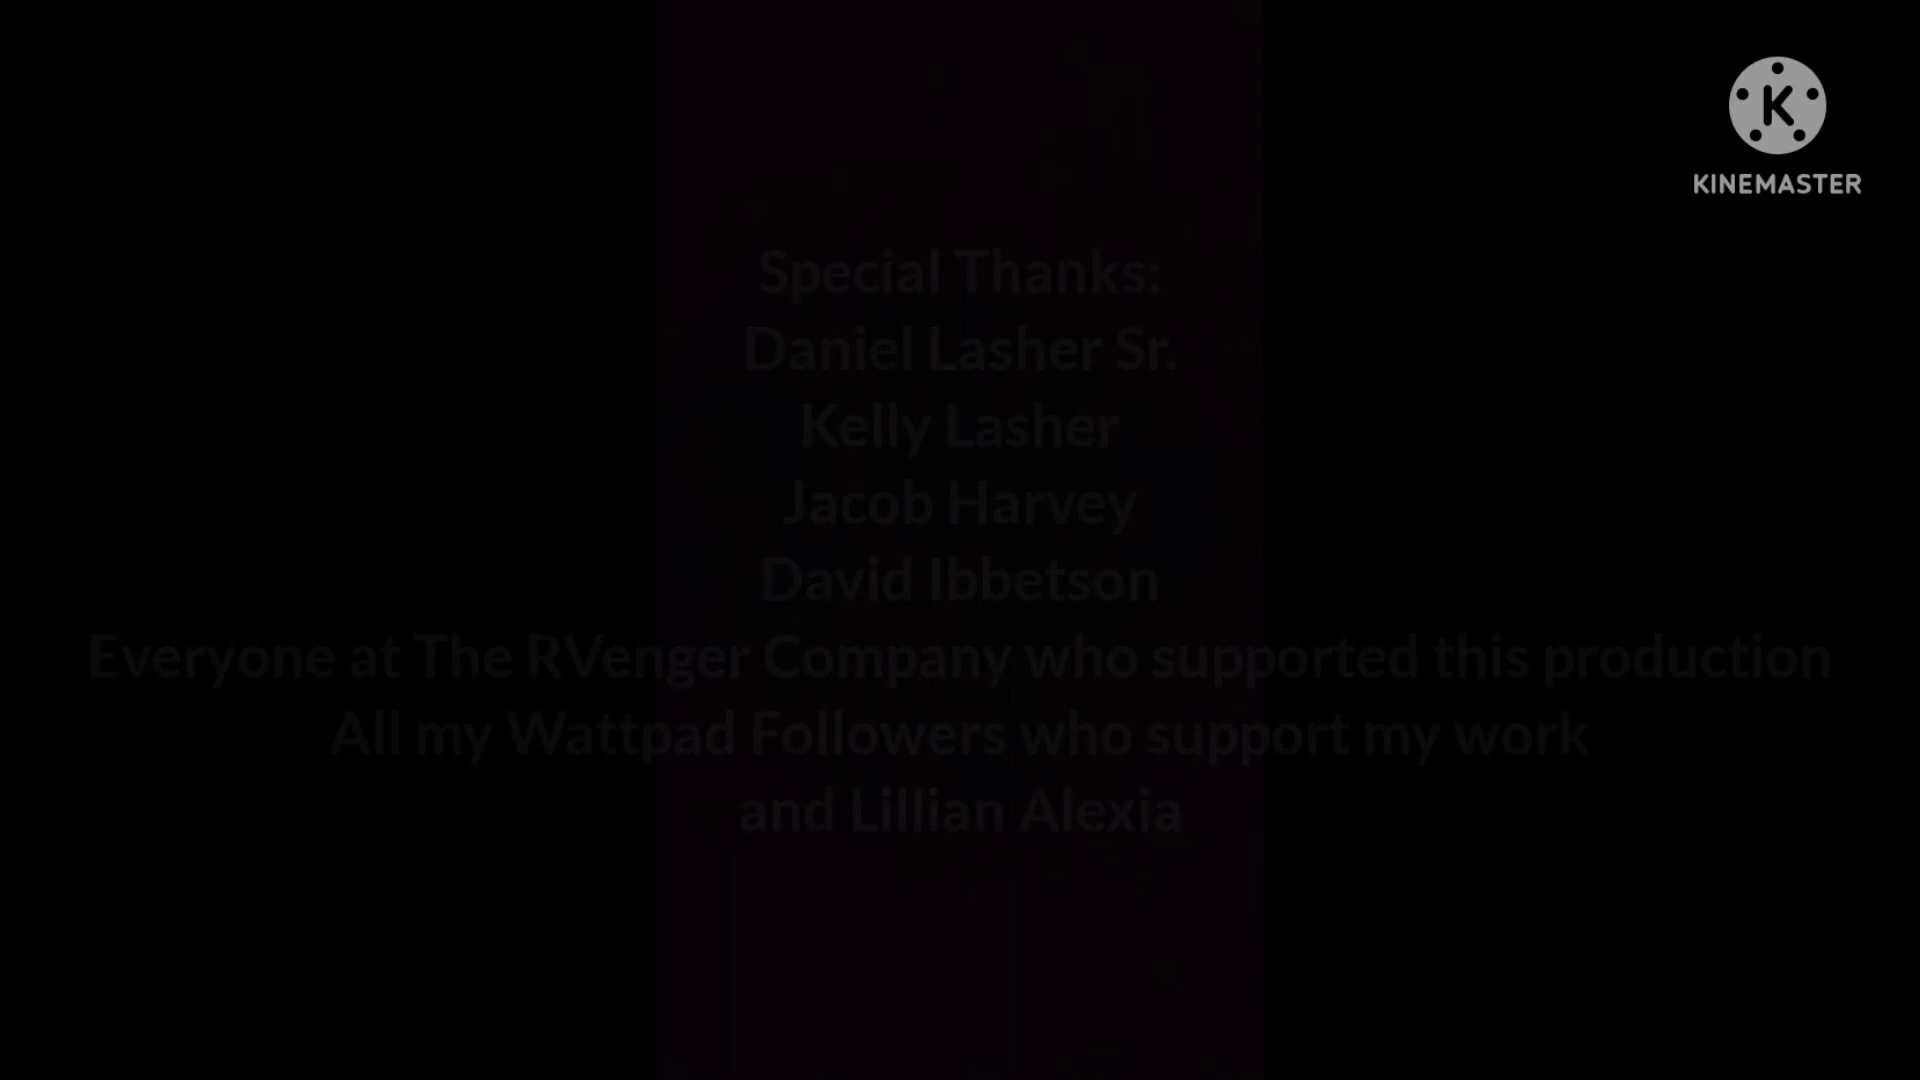 K
KINEMASTER
Special Thanks:
Daniel Lasher Sr.
Kelly Lasher
Jacob Harvey
David Ibbetson
Everyone at The RVenger Company who supported this production
All my Wattpad Followers who support my work
and Lillian Alexia